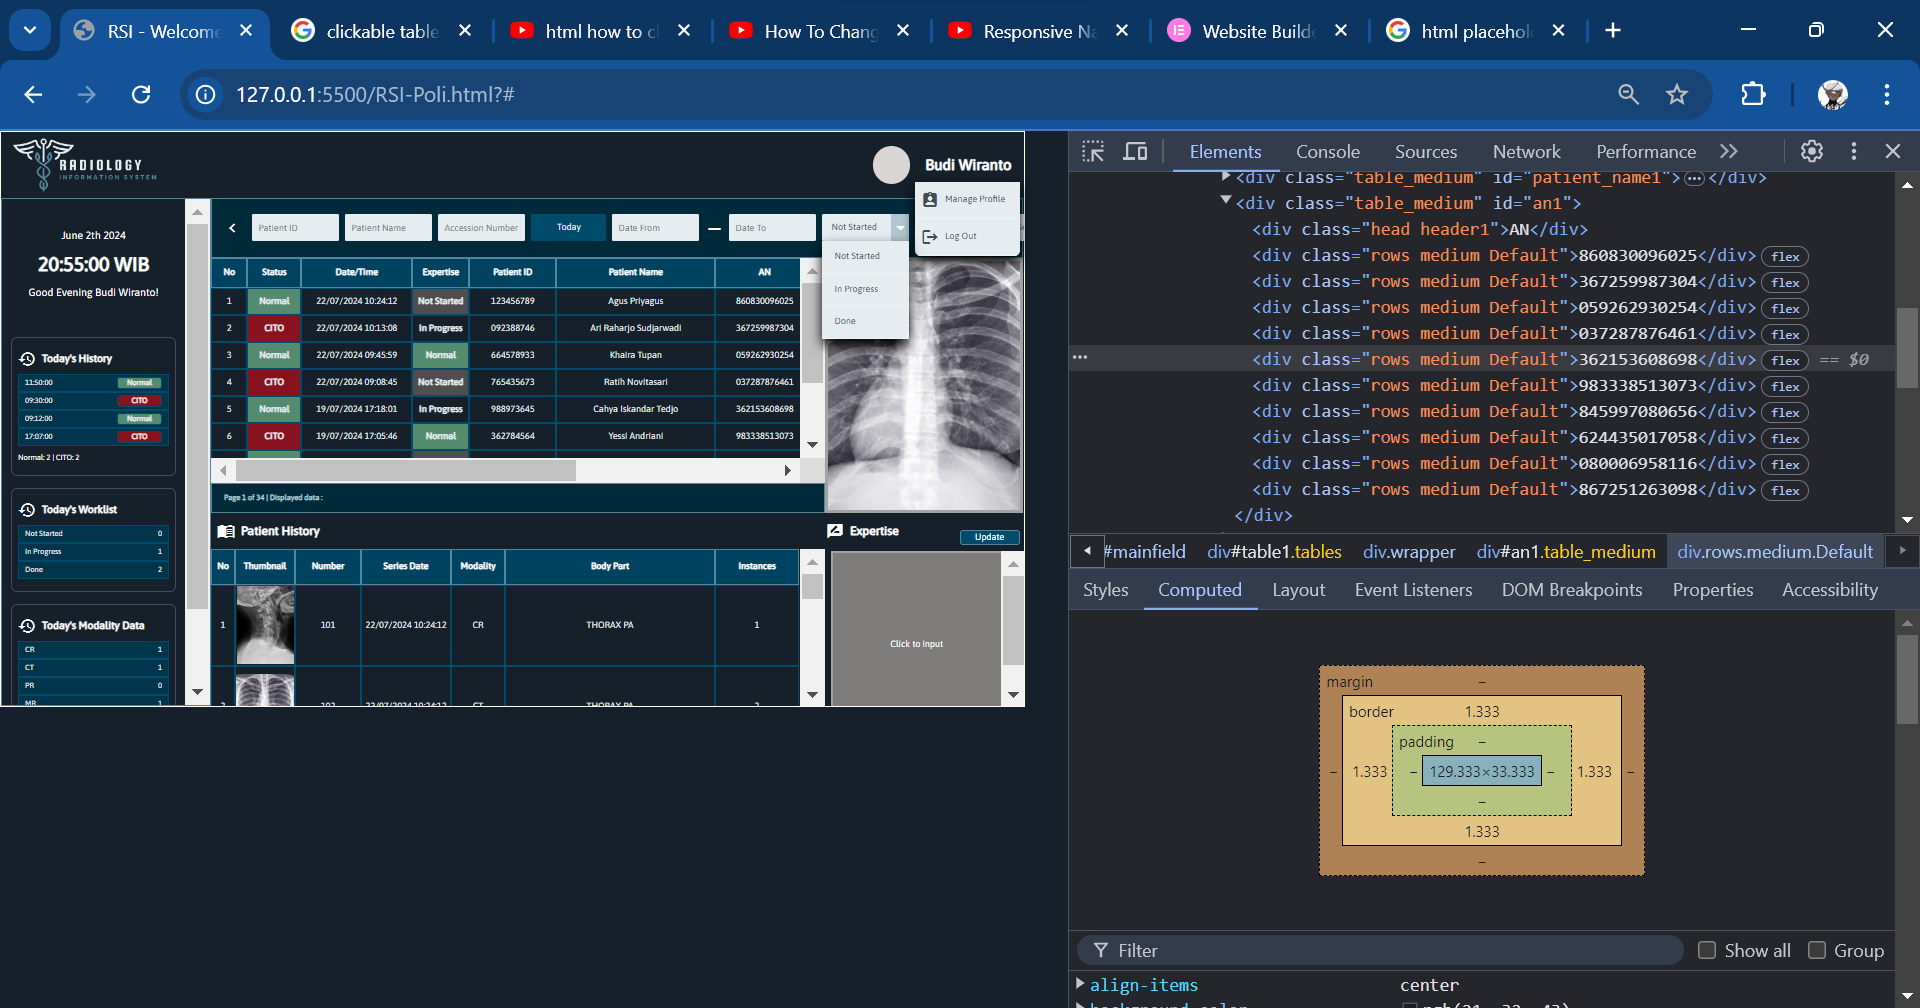 RSI - Welcome
clickable table
html how to cl
How To Chang
Responsive Na
Website Builde
html placehol
127.0.0.1:5500/RSI-Poli.html?#
RADIOLOGY
INFORMATION SYSTEM
Budi Wiranto
Manage Profile
Log Out
June 2th 2024
20:55:00 WIB
Good Evening Budi Wiranto!
Today's History
11:50:00 Normal
09:30:00 CITO
09:12:00 Normal
17:07:00 CITO
Normal: 2 | CITO: 2
Today's Worklist
Not Started 0
In Progress 1
Done 2
Today's Modality Data
CR 1
CT 1
PR 0
MR 1
Patient ID
Patient Name
Accession Number
Today
Date From
Date To
Not Started
Not Started
In Progress
Done
No Status Date/Time Expertise Patient ID Patient Name AN
1 Normal 22/07/2024 10:24:12 Not Started 123456789 Agus Priyagus 860830096025
2 CITO 22/07/2024 10:13:08 In Progress 092388746 Ari Raharjo Sudjarwadi 367259987304
3 Normal 22/07/2024 09:45:59 Normal 664578933 Khaira Tupan 059262930254
4 CITO 22/07/2024 09:08:45 Not Started 765435673 Ratih Novitasari 037287876461
5 Normal 19/07/2024 17:18:01 In Progress 988973645 Cahya Iskandar Tedjo 362153608698
6 CITO 19/07/2024 17:05:46 Normal 362784564 Yessi Andriani 983338513073
Page 1 of 34 | Displayed data :
Patient History
No Thumbnail Number Series Date Modality Body Part Instances
1 101 22/07/2024 10:24:12 CR THORAX PA 1
2 102 22/07/2024 10:24:12 CT THORAX PA 2
Expertise
Update
Click to Input
Elements Console Sources Network Performance
<div class="table_medium" id="patient_name1"> … </div>
<div class="table_medium" id="an1">
<div class="head header1">AN</div>
<div class="rows medium Default">860830096025</div> flex
<div class="rows medium Default">367259987304</div> flex
<div class="rows medium Default">059262930254</div> flex
<div class="rows medium Default">037287876461</div> flex
<div class="rows medium Default">362153608698</div> flex == $0
<div class="rows medium Default">983338513073</div> flex
<div class="rows medium Default">845997080656</div> flex
<div class="rows medium Default">624435017058</div> flex
<div class="rows medium Default">080006958116</div> flex
<div class="rows medium Default">867251263098</div> flex
</div>
#mainfield div#table1.tables div.wrapper div#an1.table_medium div.rows.medium.Default
Styles Computed Layout Event Listeners DOM Breakpoints Properties Accessibility
margin –
border 1.333
padding –
– 1.333 – 129.333×33.333 – 1.333 –
–
1.333
–
Filter
Show all
Group
align-items center
background-color rgb(21, 32, 43)